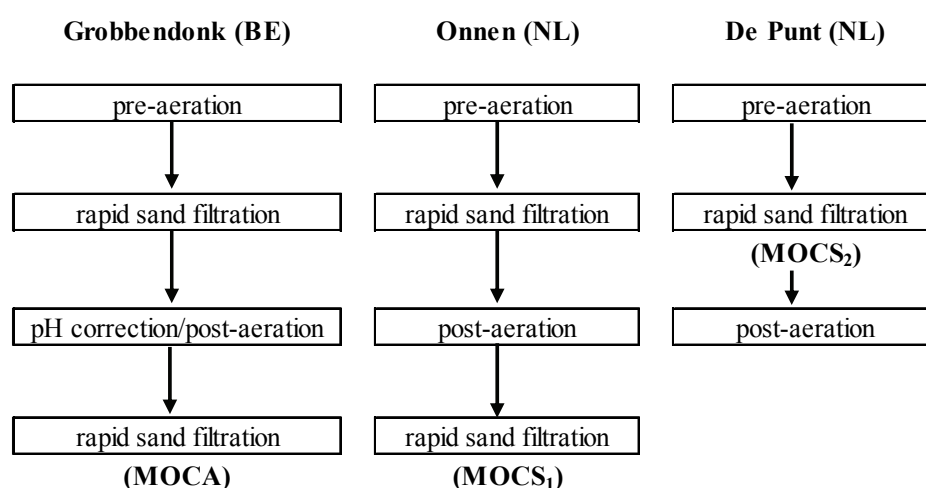 Grobbendonk (BE)
pre-aeration
rapid sand filtration
pH correction/post-aeration
rapid sand filtration
(MOCA)
Onnen (NL)
pre-aeration
rapid sand filtration
post-aeration
rapid sand filtration
(MOCS₁)
De Punt (NL)
pre-aeration
rapid sand filtration
(MOCS₂)
post-aeration